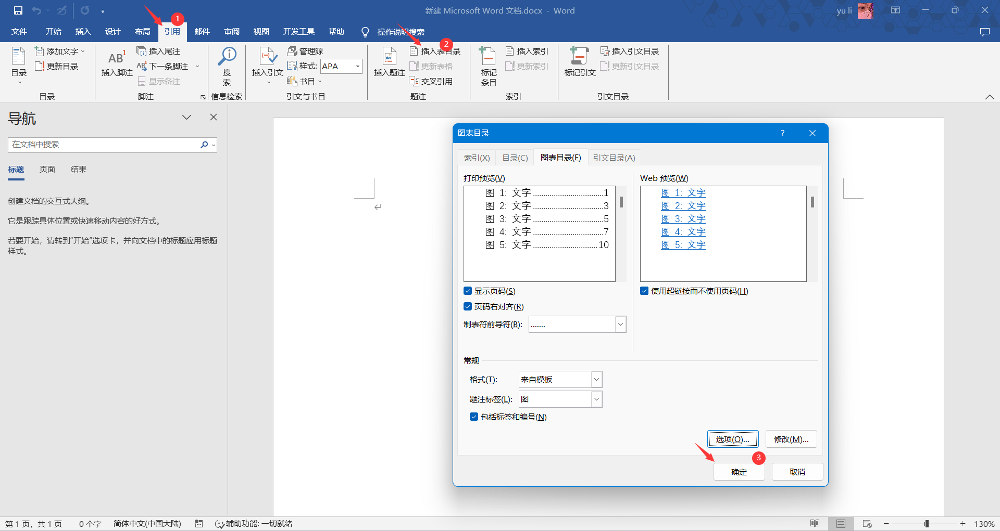 新建 Microsoft Word 文档.docx - Word
yu li
1
文件 开始 插入 设计 布局 引用 邮件 审阅 视图 开发工具 帮助 操作说明搜索
2
目录
添加文字
更新目录
目录
AB1
插入脚注
插入尾注
AB1 下一条脚注
显示备注
脚注
搜
索
信息检索
插入引文
管理源
样式: APA
书目
引文与书目
插入题注
插入表目录
更新表格
交叉引用
题注
标记
条目
插入索引
更新索引
索引
标记引文
插入引文目录
更新引文目录
引文目录
导航
在文档中搜索
标题 页面 结果
创建文档的交互式大纲。
它是跟踪具体位置或快速移动内容的好方式。
若要开始，请转到"开始"选项卡，并向文档中的标题应用标题
样式。
图表目录 ?
索引(X) 目录(C) 图表目录(F) 引文目录(A)
打印预览(V)
图 1: 文字...............................1
图 2: 文字...............................3
图 3: 文字...............................5
图 4: 文字...............................7
图 5: 文字............................10
Web 预览(W)
图 1: 文字
图 2: 文字
图 3: 文字
图 4: 文字
图 5: 文字
显示页码(S)
页码右对齐(R)
制表符前导符(B): .......
使用超链接而不使用页码(H)
常规
格式(T): 来自模板
题注标签(L): 图
包括标签和编号(N)
选项(O)... 修改(M)...
3
确定 取消
第 1 页，共 1 页 0 个字 简体中文(中国大陆) 辅助功能: 一切就绪 130%